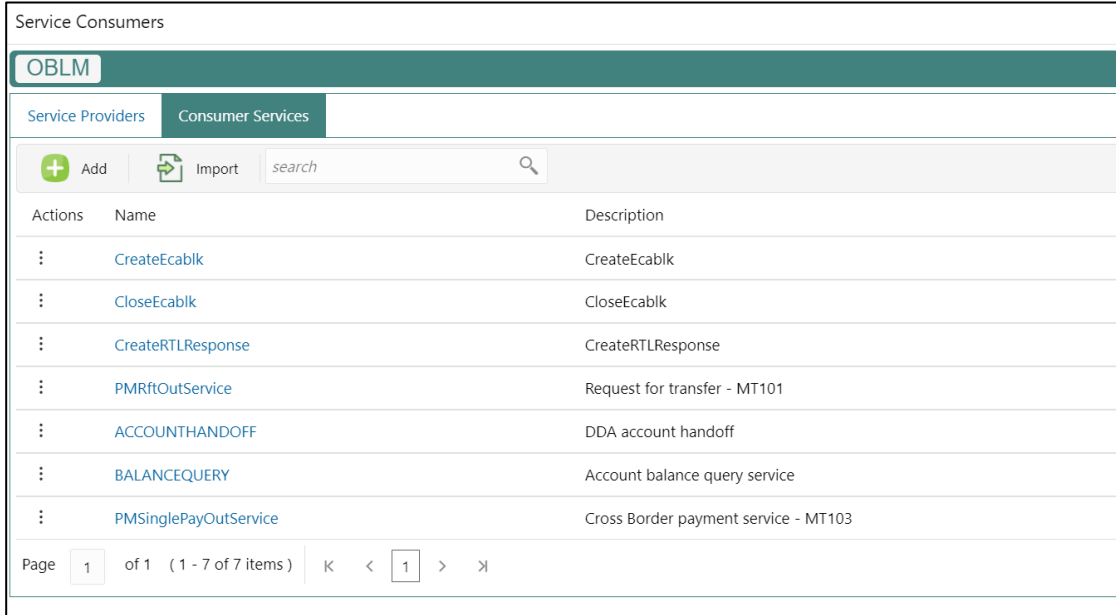 Service Consumers
OBLM
Service Providers Consumer Services
Add Import search
Actions Name Description
CreateEcablk CreateEcablk
CloseEcablk CloseEcablk
CreateRTLResponse CreateRTLResponse
PMRftOutService Request for transfer - MT101
ACCOUNTHANDOFF DDA account handoff
BALANCEQUERY Account balance query service
PMSinglePayOutService Cross Border payment service - MT103
Page 1 of 1 ( 1 - 7 of 7 items ) 1